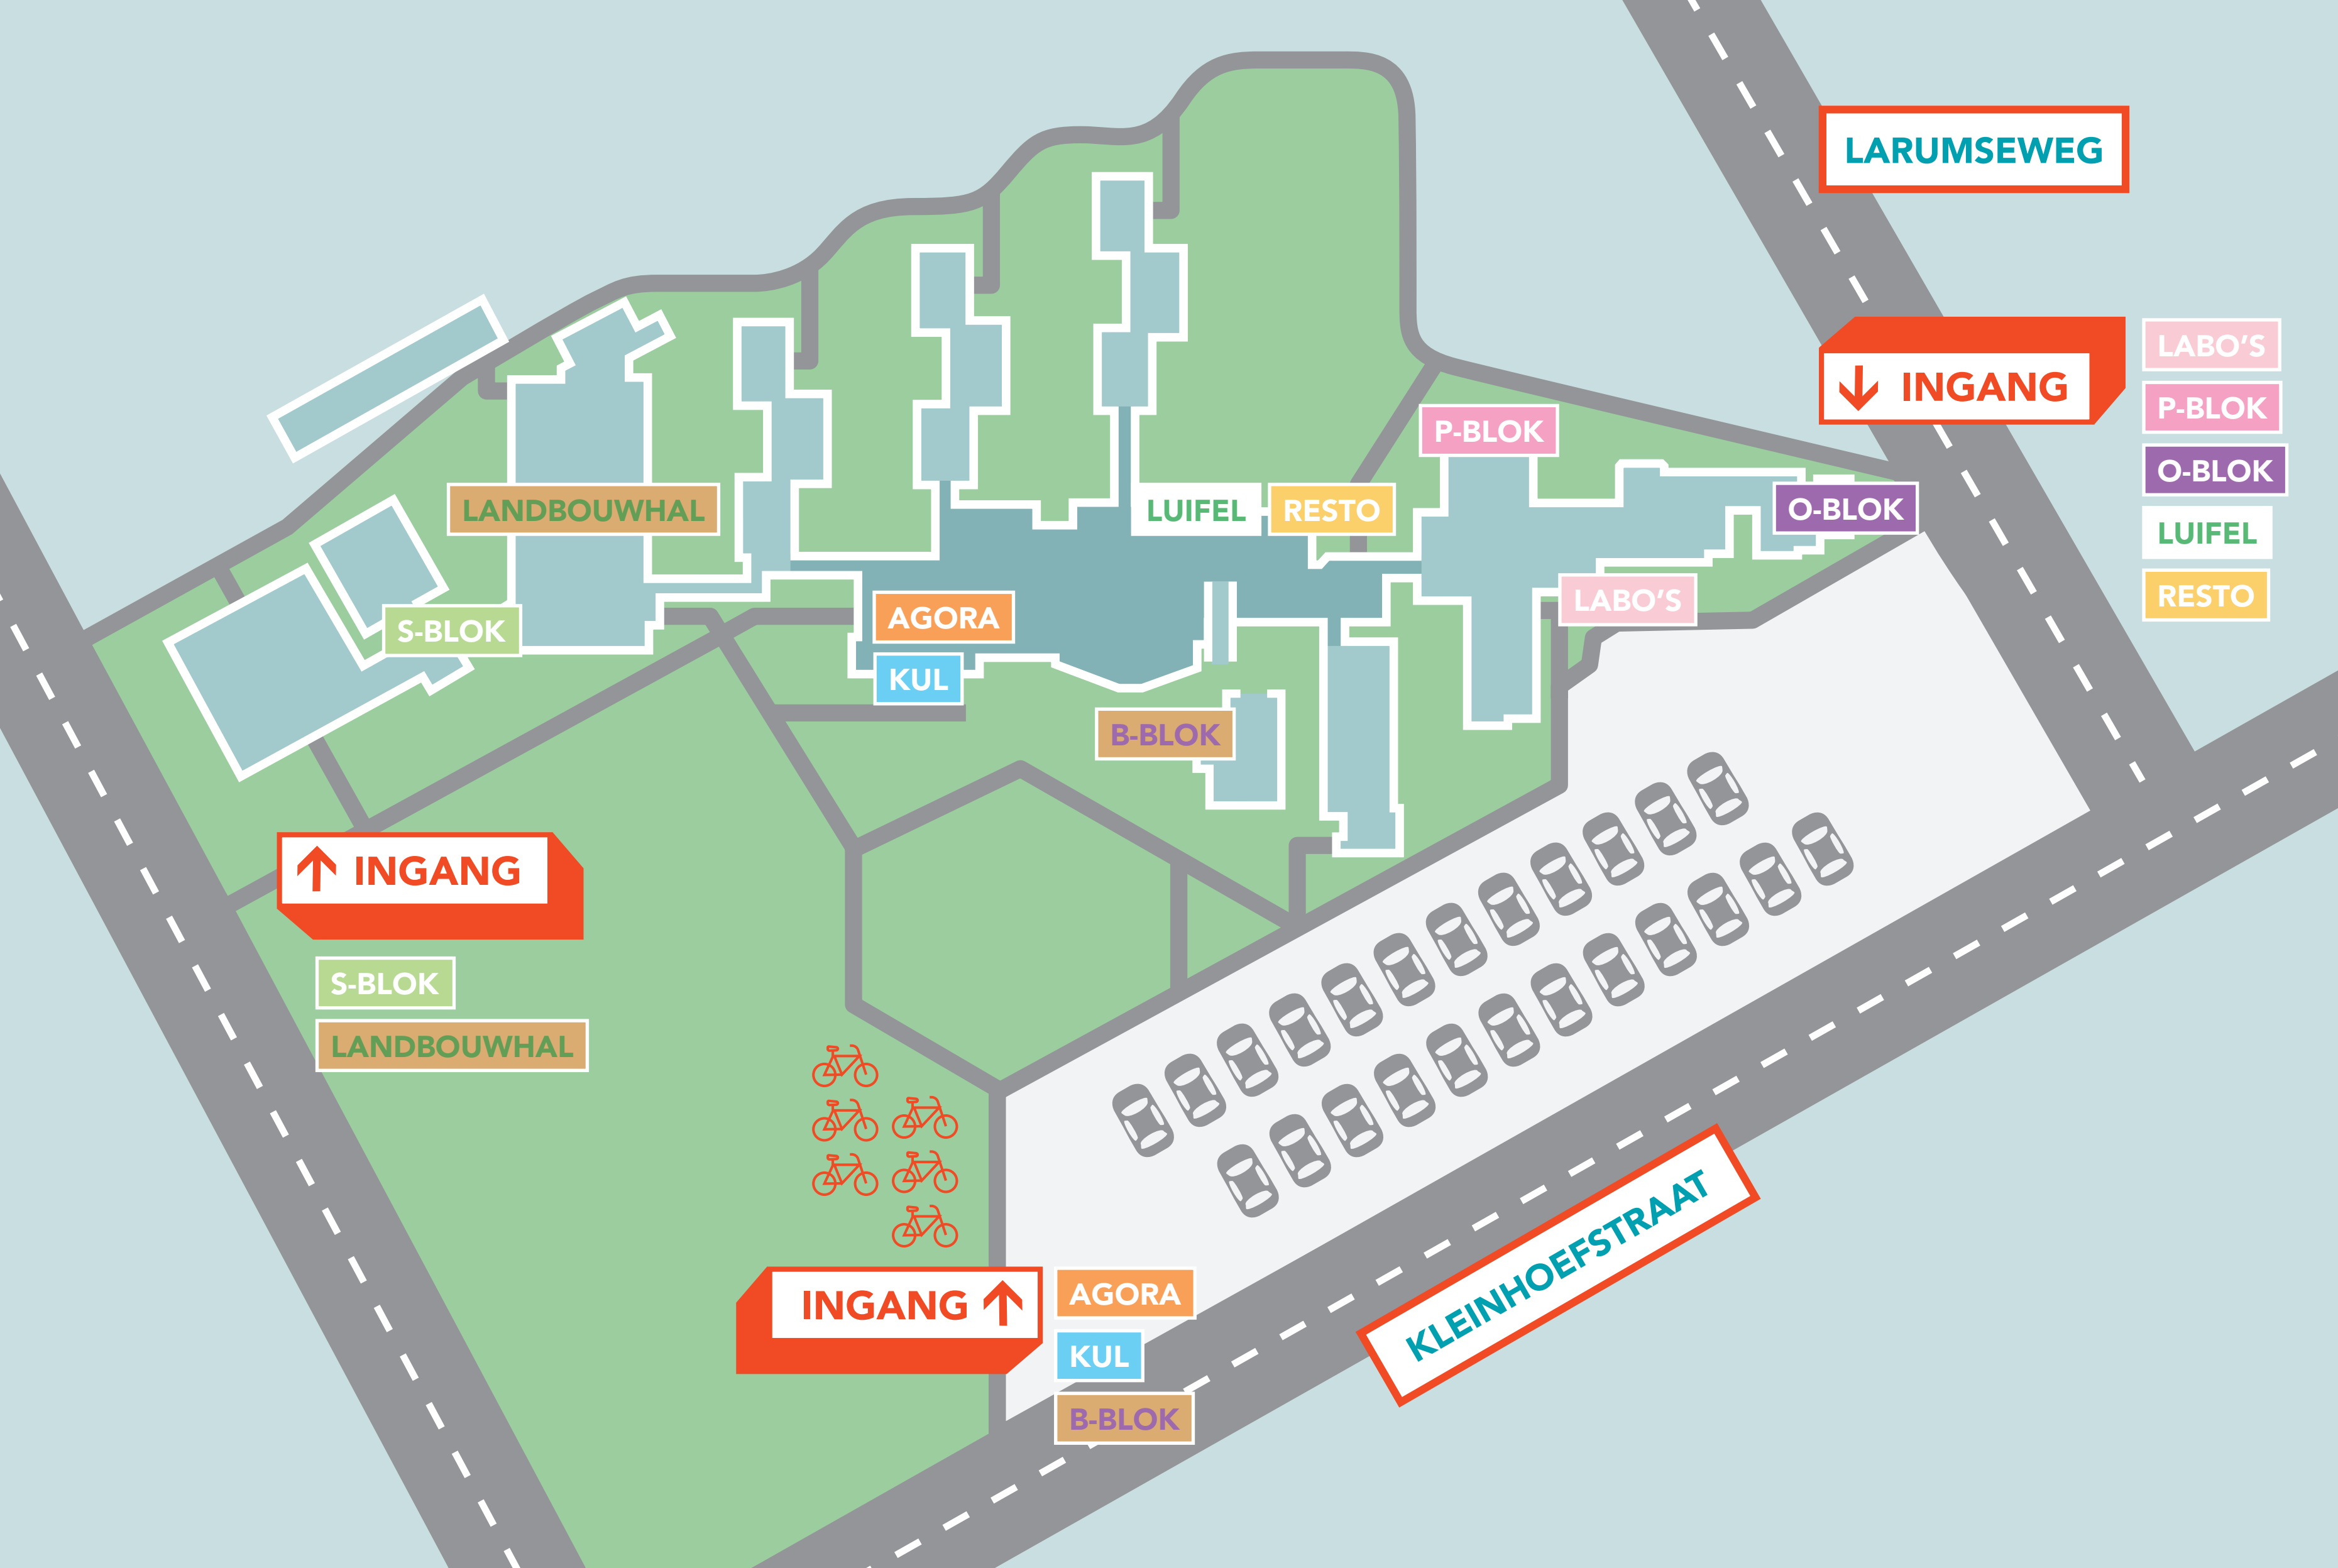 LARUMSEWEG
INGANG
LABO'S
P-BLOK
O-BLOK
LUIFEL
RESTO
P-BLOK
LANDBOUWHAL
LUIFEL
RESTO
O-BLOK
LABO'S
AGORA
S-BLOK
KUL
B-BLOK
INGANG
S-BLOK
LANDBOUWHAL
INGANG
AGORA
KUL
B-BLOK
KLEINHOEFSTRAAT